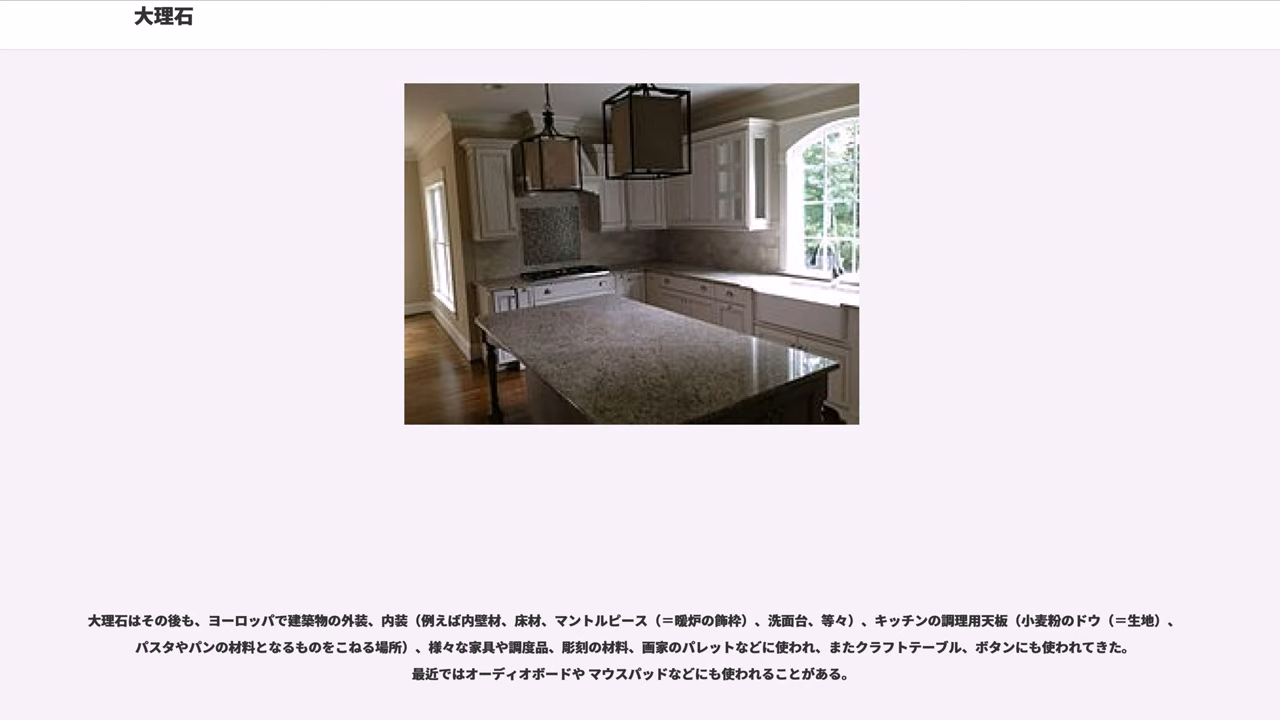 大理石
大理石はその後も、ヨーロッパで建築物の外装、内装（例えば内壁材、床材、マントルピース（＝暖炉の飾枠）、洗面台、等々）、キッチンの調理用天板（小麦粉のドウ（＝生地）、
パスタやパンの材料となるものをこねる場所）、様々な家具や調度品、彫刻の材料、画家のパレットなどに使われ、またクラフトテーブル、ボタンにも使われてきた。
最近ではオーディオボードや マウスパッドなどにも使われることがある。